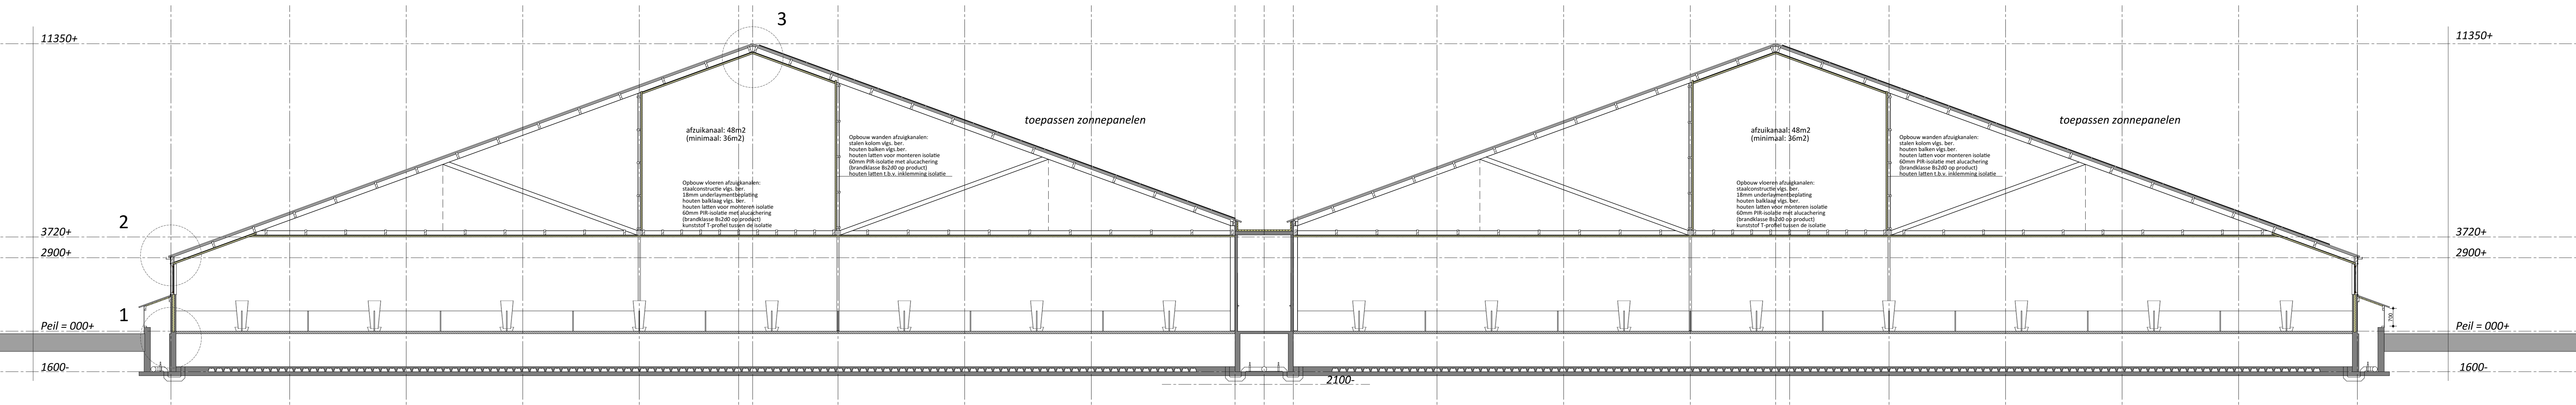 3
11350+
11350+
toepassen zonnepanelen
toepassen zonnepanelen
afzuikanaal: 48m2
(minimaal: 36m2)
Opbouw wanden afzuigkanalen:
stalen kolom vlgs. ber.
houten balken vlgs.ber.
houten latten voor monteren isolatie
60mm PIR-isolatie met alucachering
(brandklasse Bs2d0 op product)
houten latten t.b.v. inklemming isolatie
Opbouw vloeren afzuigkanalen:
staalconstructie vlgs. ber.
18mm underlaymentbeplating
houten balklaag vlgs. ber.
houten latten voor monteren isolatie
60mm PIR-isolatie met alucachering
(brandklasse Bs2d0 op product)
kunststof T-profiel tussen de isolatie
afzuikanaal: 48m2
(minimaal: 36m2)
Opbouw wanden afzuigkanalen:
stalen kolom vlgs. ber.
houten balken vlgs.ber.
houten latten voor monteren isolatie
60mm PIR-isolatie met alucachering
(brandklasse Bs2d0 op product)
houten latten t.b.v. inklemming isolatie
Opbouw vloeren afzuigkanalen:
staalconstructie vlgs. ber.
18mm underlaymentbeplating
houten balklaag vlgs. ber.
houten latten voor monteren isolatie
60mm PIR-isolatie met alucachering
(brandklasse Bs2d0 op product)
kunststof T-profiel tussen de isolatie
2
3720+
3720+
2900+
2900+
1
700
Peil = 000+
Peil = 000+
1600-
1600-
2100-